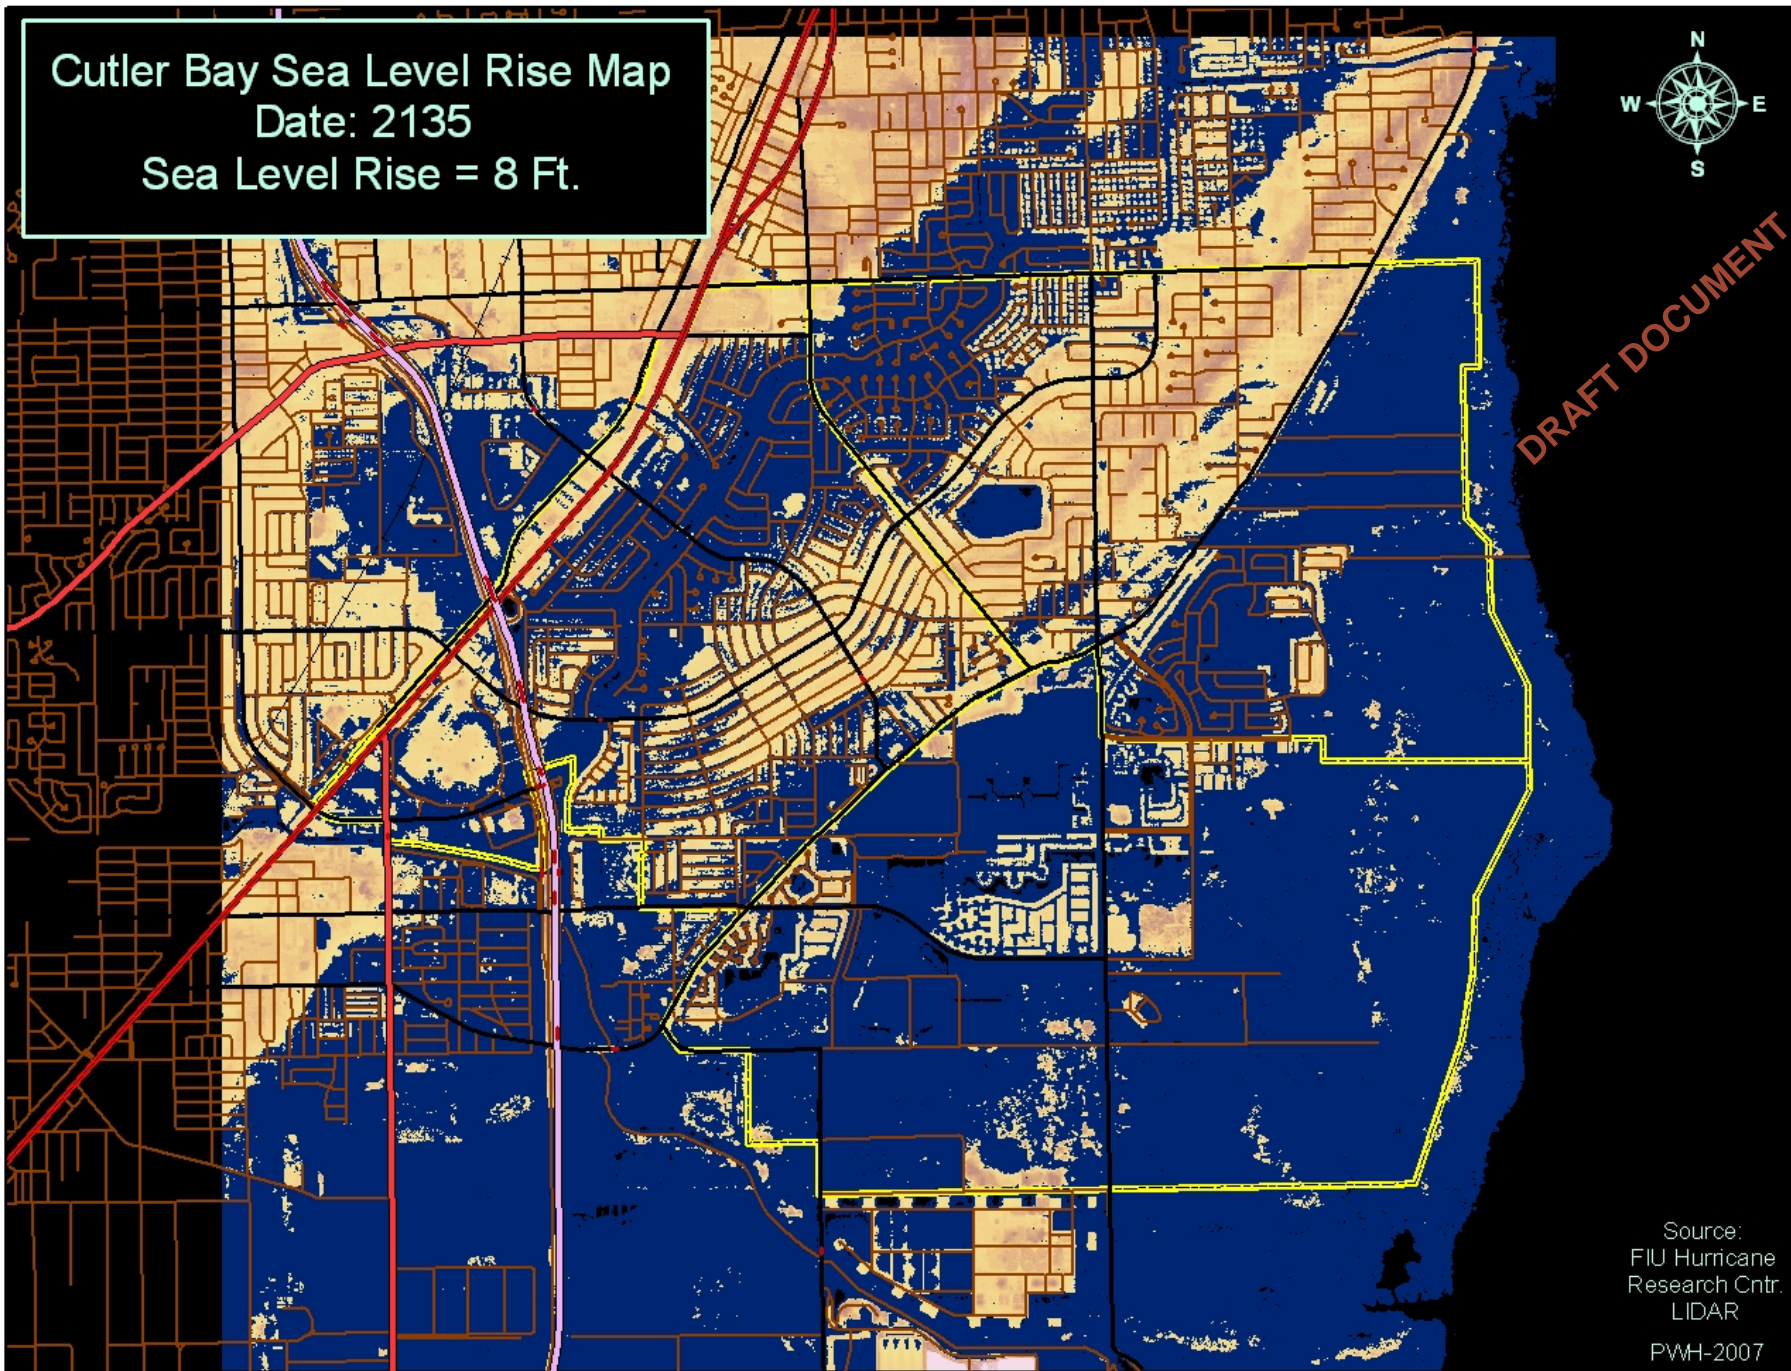 Cutler Bay Sea Level Rise Map
Date: 2135
Sea Level Rise = 8 Ft.
N
W E
S
DRAFT DOCUMENT
Source:
FIU Hurricane
Research Cntr.
LIDAR
PWH-2007